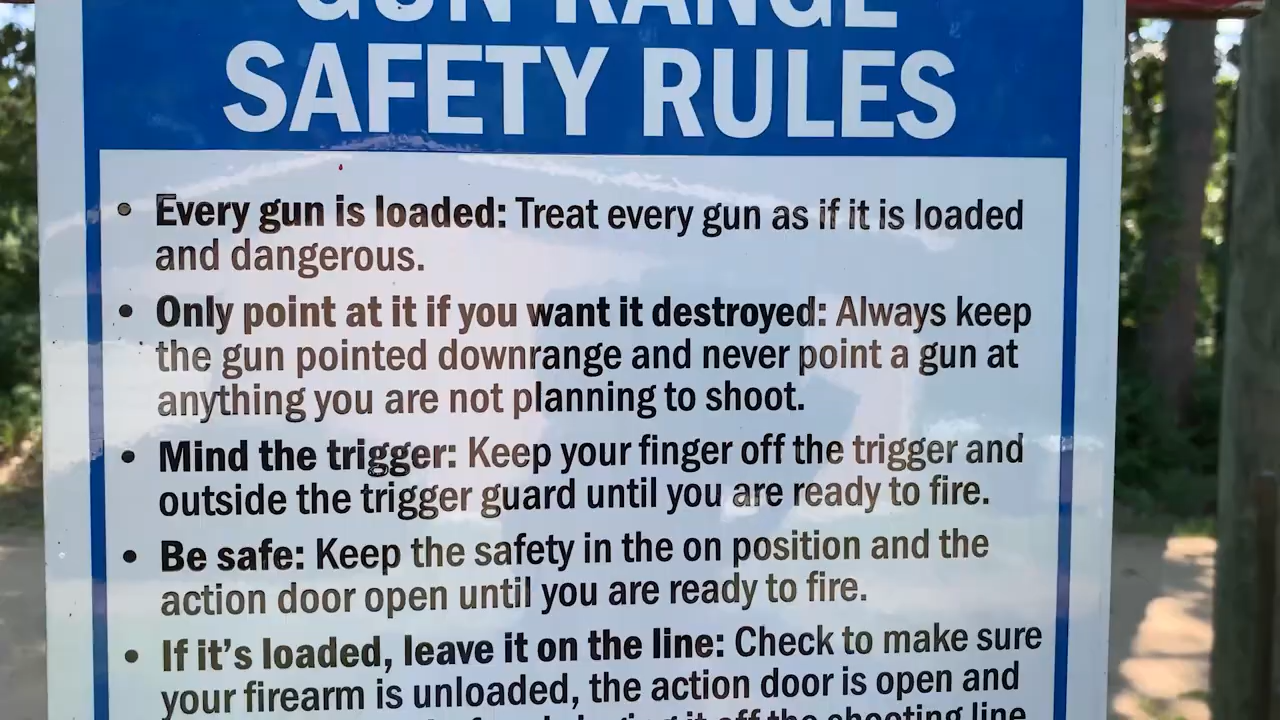 GUN RANGE
SAFETY RULES
• Every gun is loaded: Treat every gun as if it is loaded
and dangerous.
• Only point at it if you want it destroyed: Always keep
the gun pointed downrange and never point a gun at
anything you are not planning to shoot.
• Mind the trigger: Keep your finger off the trigger and
outside the trigger guard until you are ready to fire.
• Be safe: Keep the safety in the on position and the
action door open until you are ready to fire.
• If it's loaded, leave it on the line: Check to make sure
your firearm is unloaded, the action door is open and
it off the shooting line